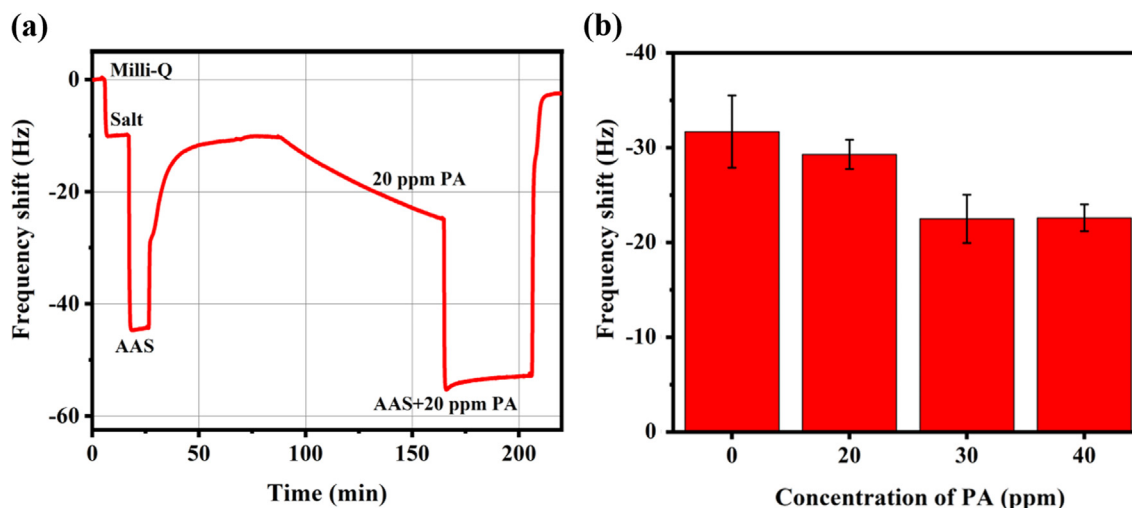 (a)
0
-20
-40
-60
Frequency shift (Hz)
Milli-Q
Salt
AAS
20 ppm PA
AAS+20 ppm PA
0 50 100 150 200
Time (min)
(b)
-40
-30
-20
-10
0
Frequency shift (Hz)
0 20 30 40
Concentration of PA (ppm)